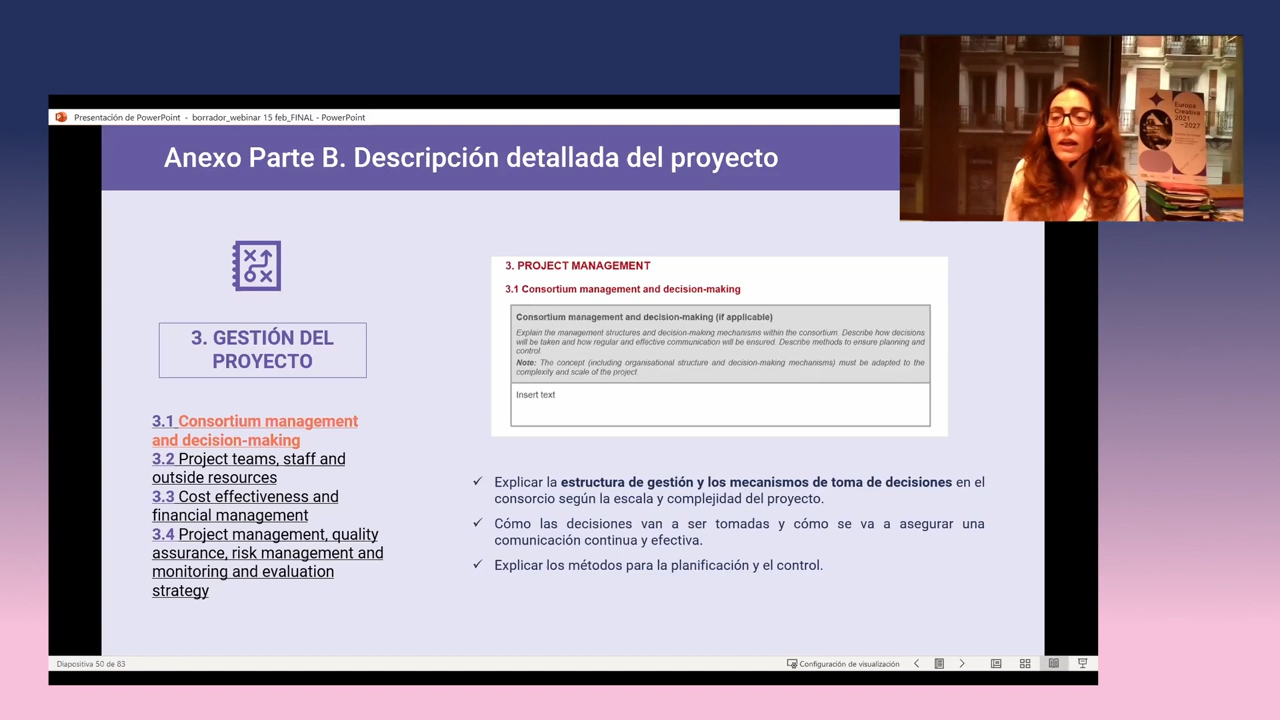 Presentación de PowerPoint - borrador_webinar 15 feb_FINAL - PowerPoint
Anexo Parte B. Descripción detallada del proyecto
Europa
Creativa
2021
-2027
3. GESTIÓN DEL
PROYECTO
3.1 Consortium management
and decision-making
3.2 Project teams, staff and
outside resources
3.3 Cost effectiveness and
financial management
3.4 Project management, quality
assurance, risk management and
monitoring and evaluation
strategy
3. PROJECT MANAGEMENT
3.1 Consortium management and decision-making
Consortium management and decision-making (if applicable)
Explain the management structures and decision-making mechanisms within the consortium. Describe how decisions
will be taken and how regular and effective communication will be ensured. Describe methods to ensure planning and
control.
Note: The concept (including organisational structure and decision-making mechanisms) must be adapted to the
complexity and scale of the project
Insert text
✓ Explicar la estructura de gestión y los mecanismos de toma de decisiones en el
consorcio según la escala y complejidad del proyecto.
✓ Cómo las decisiones van a ser tomadas y cómo se va a asegurar una
comunicación continua y efectiva.
✓ Explicar los métodos para la planificación y el control.
Diapositiva 50 de 83
Configuración de visualización